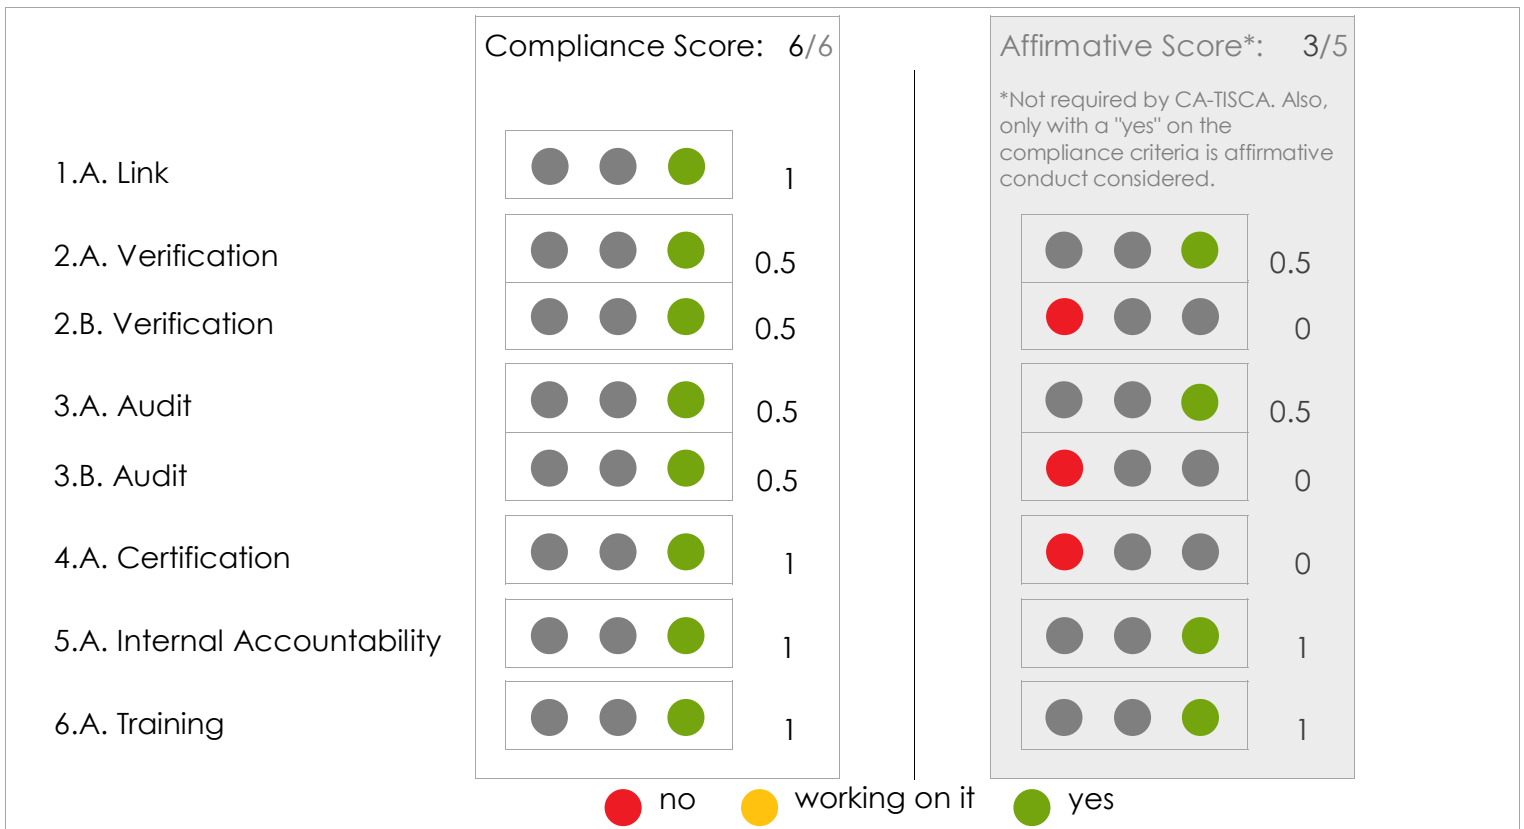 Compliance Score: 6/6
Affirmative Score*: 3/5
*Not required by CA-TISCA. Also,
only with a "yes" on the
compliance criteria is affirmative
conduct considered.
1.A. Link 1
2.A. Verification 0.5 0.5
2.B. Verification 0.5 0
3.A. Audit 0.5 0.5
3.B. Audit 0.5 0
4.A. Certification 1 0
5.A. Internal Accountability 1 1
6.A. Training 1 1
no working on it yes